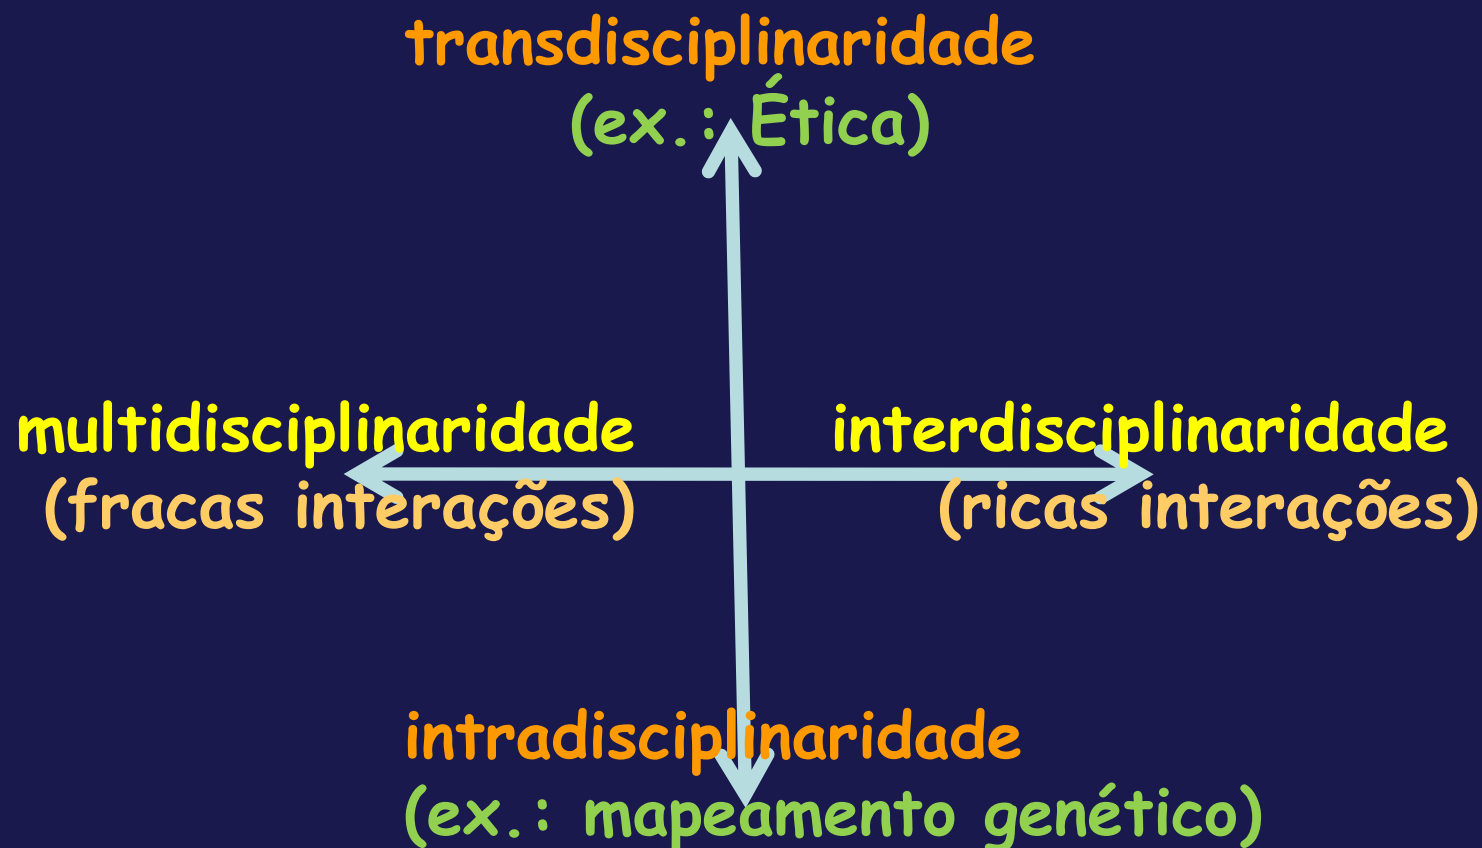 transdisciplinaridade
(ex.: Ética)
multidisciplinaridade
(fracas interações)
interdisciplinaridade
(ricas interações)
intradisciplinaridade
(ex.: mapeamento genético)